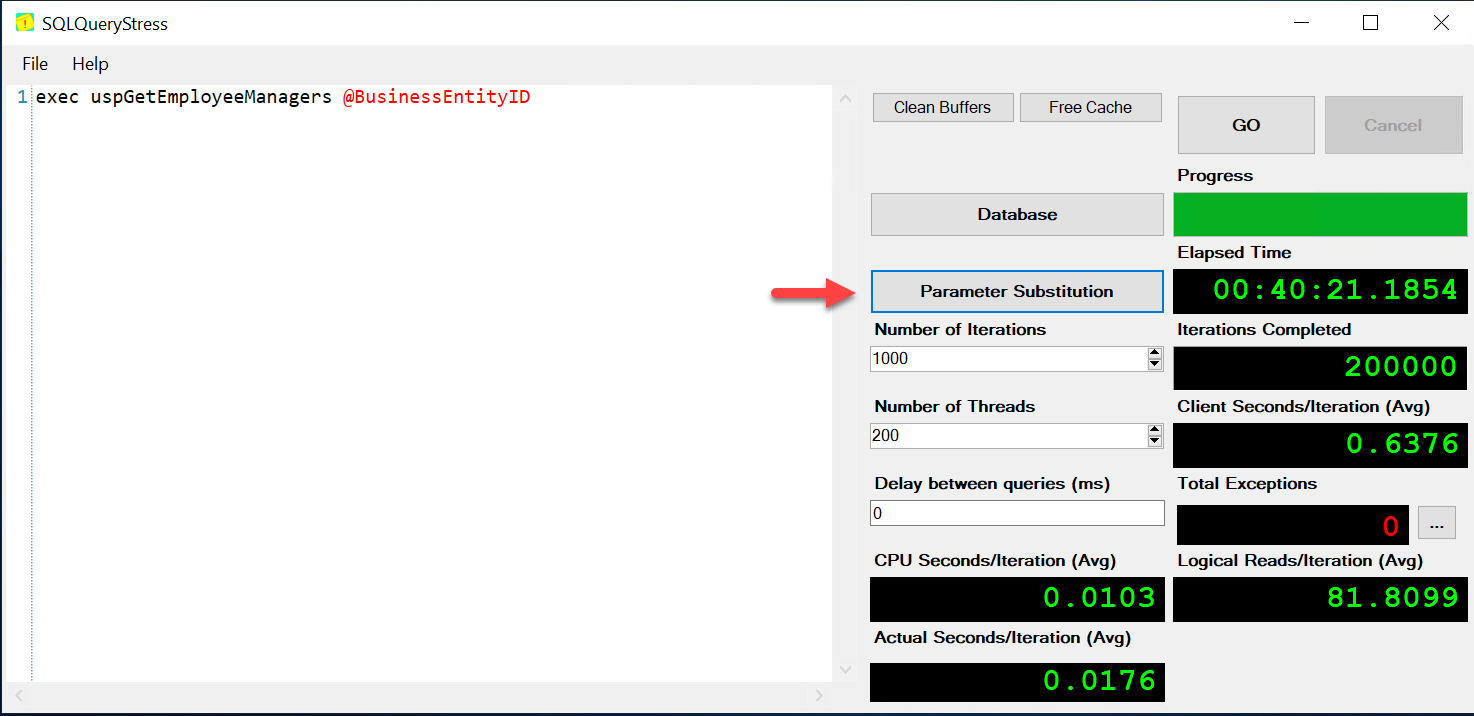 SQLQueryStress
File Help
1 exec uspGetEmployeeManagers @BusinessEntityID
Clean Buffers
Free Cache
GO
Cancel
Progress
Database
Elapsed Time
00:40:21.1854
Parameter Substitution
Number of Iterations
1000
Iterations Completed
200000
Number of Threads
200
Client Seconds/Iteration (Avg)
0.6376
Delay between queries (ms)
0
Total Exceptions
0
...
CPU Seconds/Iteration (Avg)
0.0103
Logical Reads/Iteration (Avg)
81.8099
Actual Seconds/Iteration (Avg)
0.0176